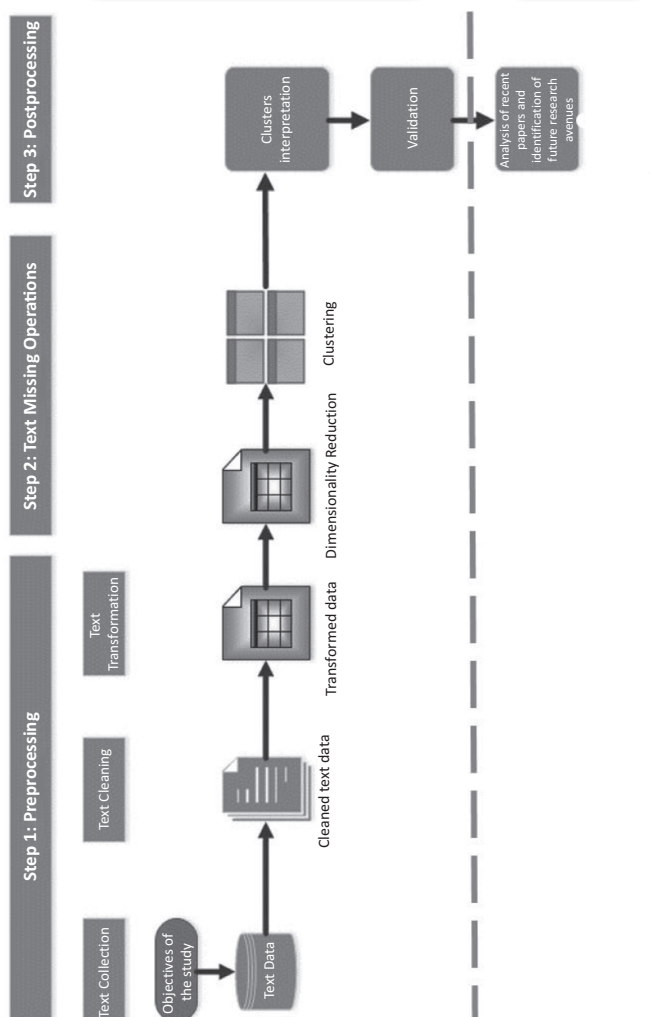 Step 1: Preprocessing
Step 2: Text Missing Operations
Step 3: Postprocessing
Text Collection
Text Cleaning
Text
Transformation
Objectives of
the study
Text Data
Cleaned text data
Transformed data
Dimensionality Reduction
Clustering
Clusters
interpretation
Validation
Analysis of recent
papers and
identification of
future research
avenues